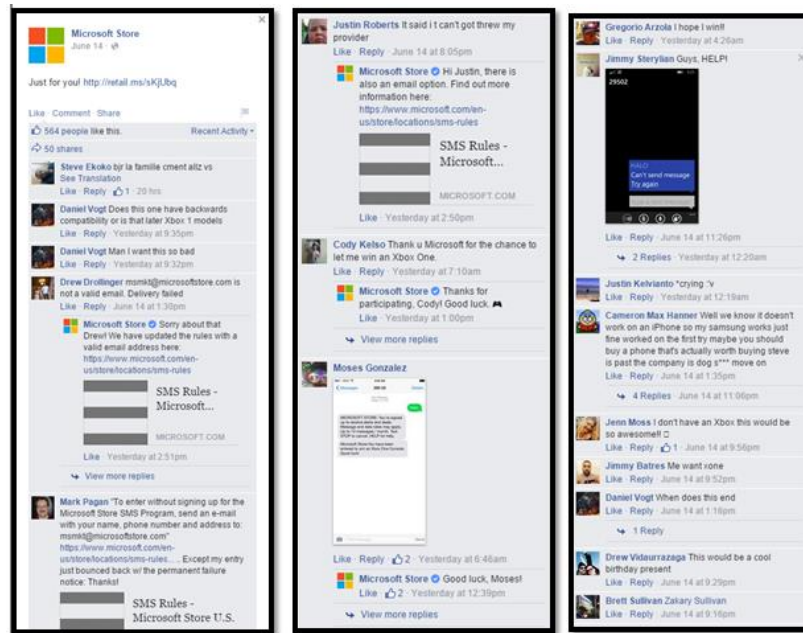 Microsoft Store
June 14 ·
Just for you! http://retail.ms/sKjUbq
Like · Comment · Share
564 people like this.
Recent Activity
50 shares
Steve Ekoko bjr la famille cment allz vs
See Translation
Like · Reply · 1 · 20 hrs
Daniel Vogt Does this one have backwards
compatibility or is that later Xbox 1 models
Like · Reply · Yesterday at 9:35pm
Daniel Vogt Man I want this so bad
Like · Reply · Yesterday at 9:32pm
Drew Drollinger msmkt@microsoftstore.com is
not a valid email. Delivery failed
Like · Reply · June 14 at 1:30pm
Microsoft Store Sorry about that
Drew! We have updated the rules with a
valid email address here:
https://www.microsoft.com/en-
us/store/locations/sms-rules
SMS Rules -
Microsoft...
MICROSOFT.COM
Like · Yesterday at 2:51pm
View more replies
Mark Pagan "To enter without signing up for the
Microsoft Store SMS Program, send an e-mail
with your name, phone number and address to:
msmkt@microsoftstore.com"
https://www.microsoft.com/en-
us/store/locations/sms-rules... . Except my entry
just bounced back w/ the permanent failure
notice: Thanks!
SMS Rules -
Microsoft Store U.S.
Justin Roberts It said i t can't got threw my
provider
Like · Reply · June 14 at 8:05pm
Microsoft Store Hi Justin, there is
also an email option. Find out more
information here:
https://www.microsoft.com/en-
us/store/locations/sms-rules
SMS Rules -
Microsoft...
MICROSOFT.COM
Like · Yesterday at 2:50pm
Cody Kelso Thank u Microsoft for the chance to
let me win an Xbox One.
Like · Reply · Yesterday at 7:10am
Microsoft Store Thanks for
participating, Cody! Good luck.
Like · Yesterday at 1:00pm
View more replies
Moses Gonzalez
Like · Reply · 2 · Yesterday at 6:46am
Microsoft Store Good luck, Moses!
Like · 2 · Yesterday at 12:39pm
View more replies
Gregorio Arzola I hope I win!!
Like · Reply · Yesterday at 4:26am
Jimmy Sterylian Guys, HELP!
29502
HALO
Can't send message
Try again
Like · Reply · June 14 at 11:26pm
2 Replies · Yesterday at 12:20am
Justin Kelvianto *crying :'v
Like · Reply · Yesterday at 12:19am
Cameron Max Hanner Well we know it doesn't
work on an iPhone so my samsung works just
fine worked on the first try maybe you should
buy a phone that's actually worth buying steve
is past the company is dog s*** move on
Like · Reply · June 14 at 1:35pm
4 Replies · June 14 at 11:06pm
Jenn Moss I don't have an Xbox this would be
so awesome!! □
Like · Reply · 1 · June 14 at 9:56pm
Jimmy Batres Me want xone
Like · Reply · June 14 at 9:52pm
Daniel Vogt When does this end
Like · Reply · June 14 at 1:16pm
1 Reply
Drew Vidaurrazaga This would be a cool
birthday present
Like · Reply · June 14 at 9:29pm
Brett Sullivan Zakary Sullivan
Like · Reply · June 14 at 9:16pm